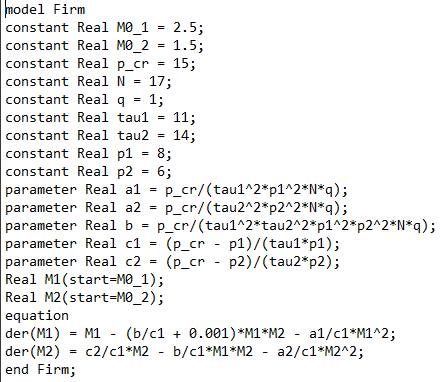 model Firm
constant Real M0_1 = 2.5;
constant Real M0_2 = 1.5;
constant Real p_cr = 15;
constant Real N = 17;
constant Real q = 1;
constant Real tau1 = 11;
constant Real tau2 = 14;
constant Real p1 = 8;
constant Real p2 = 6;
parameter Real a1 = p_cr/(tau1^2*p1^2*N*q);
parameter Real a2 = p_cr/(tau2^2*p2^2*N*q);
parameter Real b = p_cr/(tau1^2*tau2^2*p1^2*p2^2*N*q);
parameter Real c1 = (p_cr - p1)/(tau1*p1);
parameter Real c2 = (p_cr - p2)/(tau2*p2);
Real M1(start=M0_1);
Real M2(start=M0_2);
equation
der(M1) = M1 - (b/c1 + 0.001)*M1*M2 - a1/c1*M1^2;
der(M2) = c2/c1*M2 - b/c1*M1*M2 - a2/c1*M2^2;
end Firm;